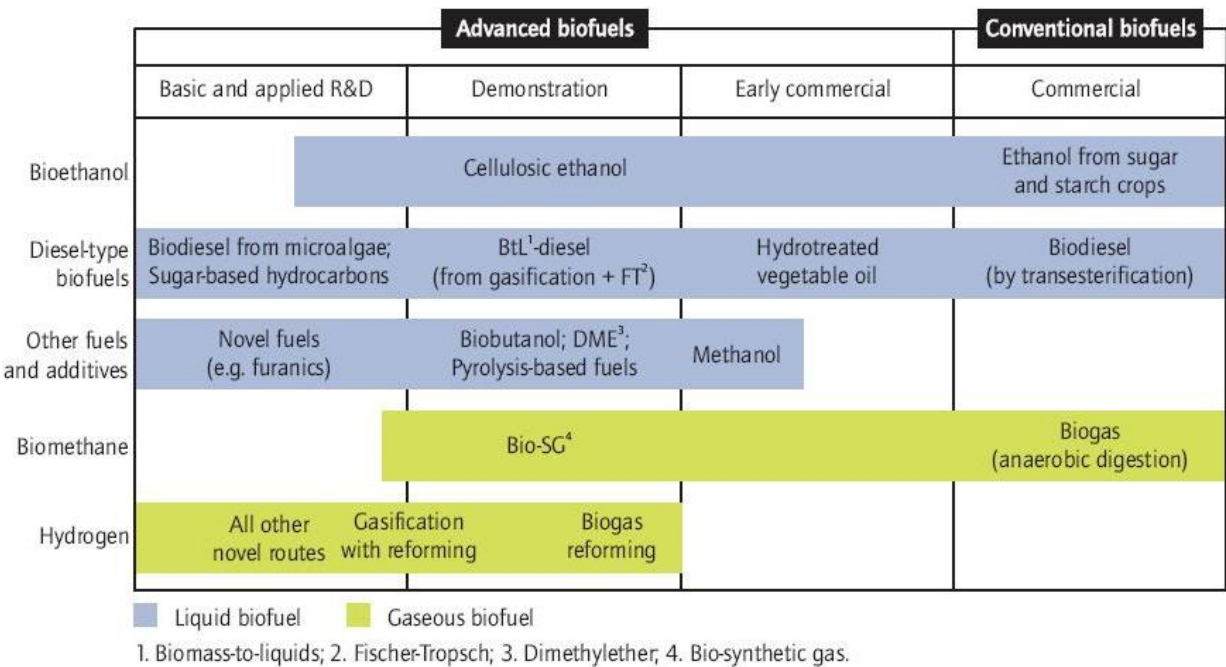 Advanced biofuels
Conventional biofuels
Basic and applied R&D
Demonstration
Early commercial
Commercial
Bioethanol
Cellulosic ethanol
Ethanol from sugar
and starch crops
Diesel-type
biofuels
Biodiesel from microalgae;
Sugar-based hydrocarbons
BtL¹-diesel
(from gasification + FT²)
Hydrotreated
vegetable oil
Biodiesel
(by transesterification)
Other fuels
and additives
Novel fuels
(e.g. furanics)
Biobutanol; DME³;
Pyrolysis-based fuels
Methanol
Biomethane
Bio-SG⁴
Biogas
(anaerobic digestion)
Hydrogen
All other
novel routes
Gasification
with reforming
Biogas
reforming
Liquid biofuel
Gaseous biofuel
1. Biomass-to-liquids; 2. Fischer-Tropsch; 3. Dimethylether; 4. Bio-synthetic gas.